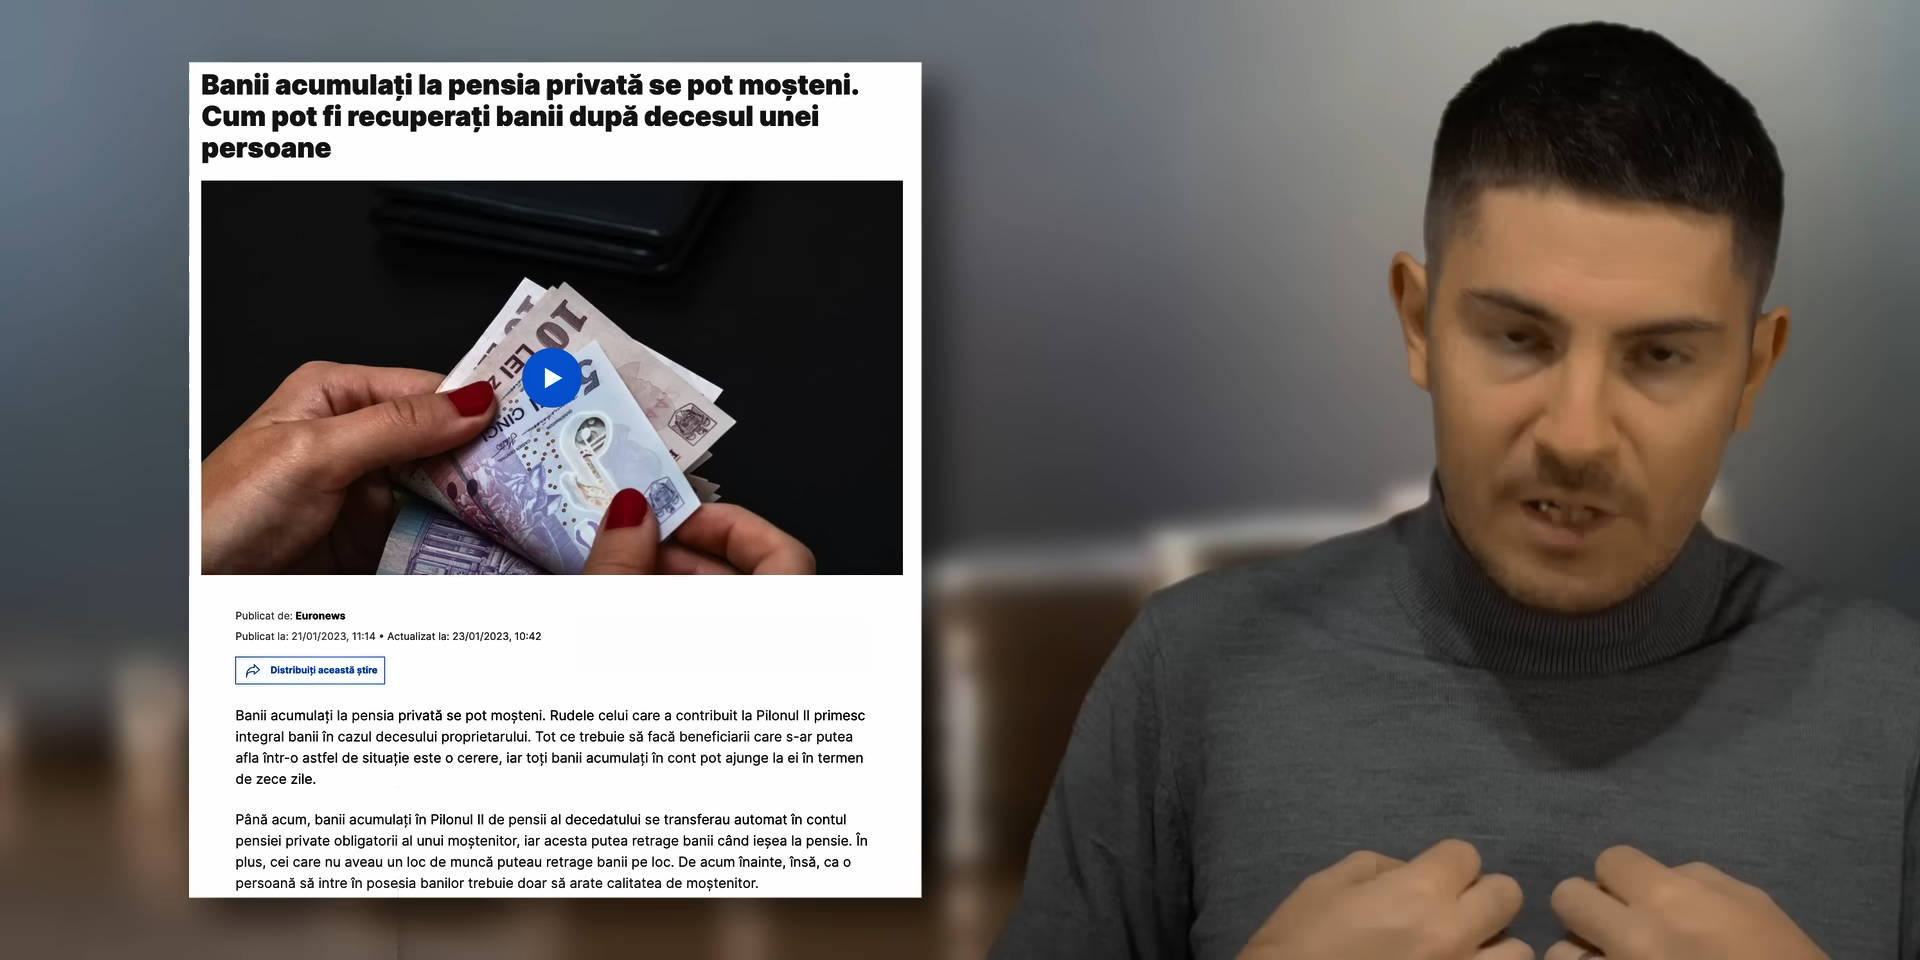 Banii acumulați la pensia privată se pot moșteni.
Cum pot fi recuperați banii după decesul unei
persoane
10
LEI
5
CINCI
Publicat de: Euronews
Publicat la: 21/01/2023, 11:14 • Actualizat la: 23/01/2023, 10:42
Distribuiți această știre
Banii acumulați la pensia privată se pot moșteni. Rudele celui care a contribuit la Pilonul II primesc
integral banii în cazul decesului proprietarului. Tot ce trebuie să facă beneficiarii care s-ar putea
afla într-o astfel de situație este o cerere, iar toți banii acumulați în cont pot ajunge la ei în termen
de zece zile.
Până acum, banii acumulați în Pilonul II de pensii al decedatului se transferau automat în contul
pensiei private obligatorii al unui moștenitor, iar acesta putea retrage banii când ieșea la pensie. În
plus, cei care nu aveau un loc de muncă puteau retrage banii pe loc. De acum înainte, însă, ca o
persoană să intre în posesia banilor trebuie doar să arate calitatea de moștenitor.